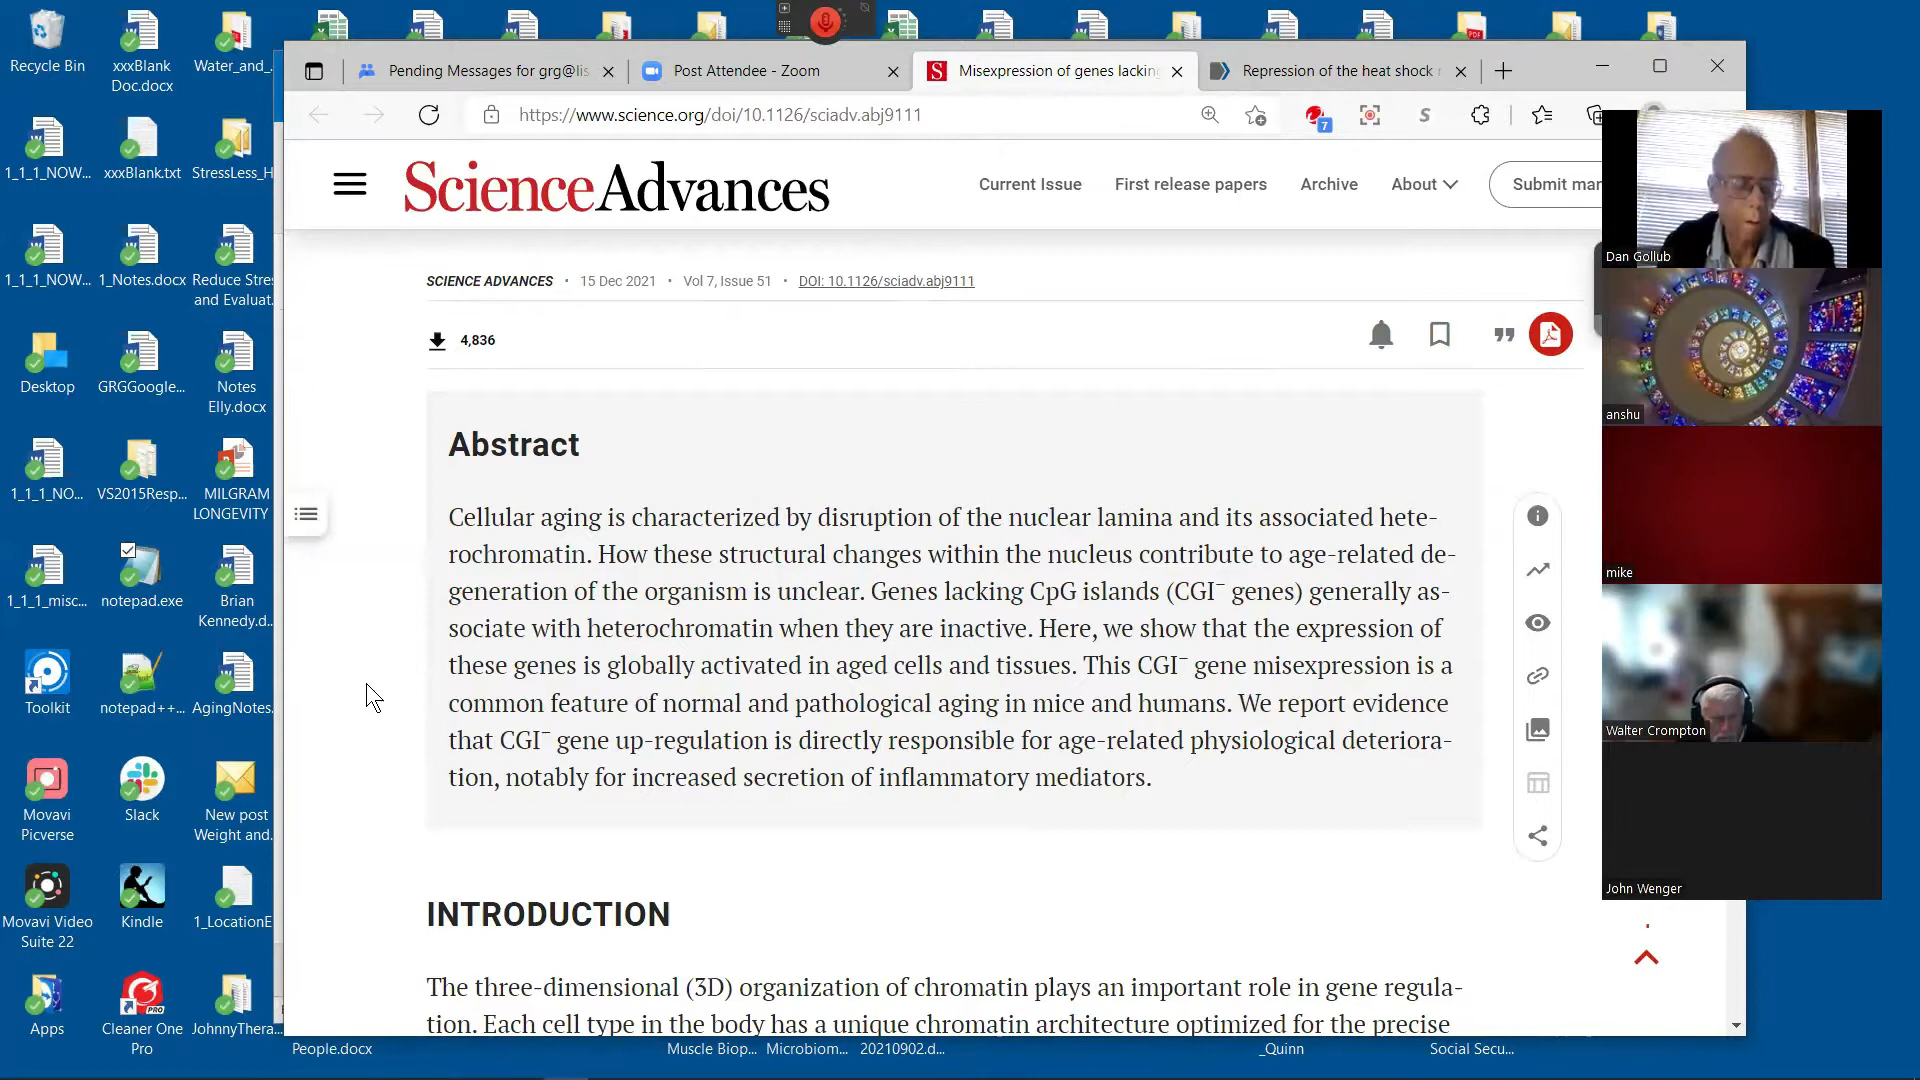 Recycle Bin
xxxBlank
Doc.docx
Water_and_...
1_1_1_NOW...
xxxBlank.txt
StressLess_H
1_1_1_NOW...
1_Notes.docx
Reduce Stre
and Evaluat...
Desktop
GRGGoogle...
Notes
Elly.docx
1_1_1_NO...
VS2015Resp...
MILGRAM
LONGEVITY
1_1_1_misc...
notepad.exe
Brian
Kennedy.d...
Toolkit
notepad++...
AgingNotes.
Movavi
Picverse
Slack
New post
Weight and...
Movavi Video
Suite 22
Kindle
1_LocationE
Apps
Cleaner One
Pro
JohnnyThera...
Pending Messages for grg@lis
Post Attendee - Zoom
Misexpression of genes lacking
Repression of the heat shock r
https://www.science.org/doi/10.1126/sciadv.abj9111
7
ScienceAdvances
Current Issue
First release papers
Archive
About
Submit mar
SCIENCE ADVANCES • 15 Dec 2021 • Vol 7, Issue 51 • DOI: 10.1126/sciadv.abj9111
4,836
Abstract
Cellular aging is characterized by disruption of the nuclear lamina and its associated hete-
rochromatin. How these structural changes within the nucleus contribute to age-related de-
generation of the organism is unclear. Genes lacking CpG islands (CGI⁻ genes) generally as-
sociate with heterochromatin when they are inactive. Here, we show that the expression of
these genes is globally activated in aged cells and tissues. This CGI⁻ gene misexpression is a
common feature of normal and pathological aging in mice and humans. We report evidence
that CGI⁻ gene up-regulation is directly responsible for age-related physiological deteriora-
tion, notably for increased secretion of inflammatory mediators.
INTRODUCTION
The three-dimensional (3D) organization of chromatin plays an important role in gene regula-
tion. Each cell type in the body has a unique chromatin architecture optimized for the precise
Dan Gollub
anshu
mike
Walter Crompton
John Wenger
People.docx
Muscle Biop...
Microbiom...
20210902.d...
_Quinn
Social Secu...